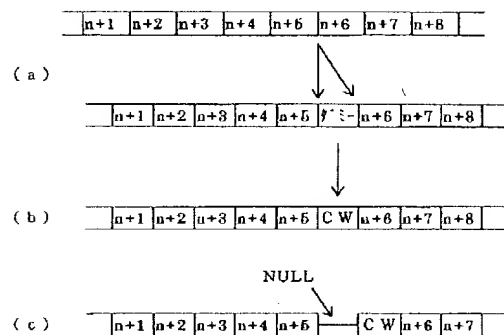 n+1 n+2 n+3 n+4 n+5 n+6 n+7 n+8
(a)
n+1 n+2 n+3 n+4 n+5 ダミー n+6 n+7 n+8
(b) n+1 n+2 n+3 n+4 n+5 CW n+6 n+7 n+8
NULL
(c) n+1 n+2 n+3 n+4 n+5 CW n+6 n+7